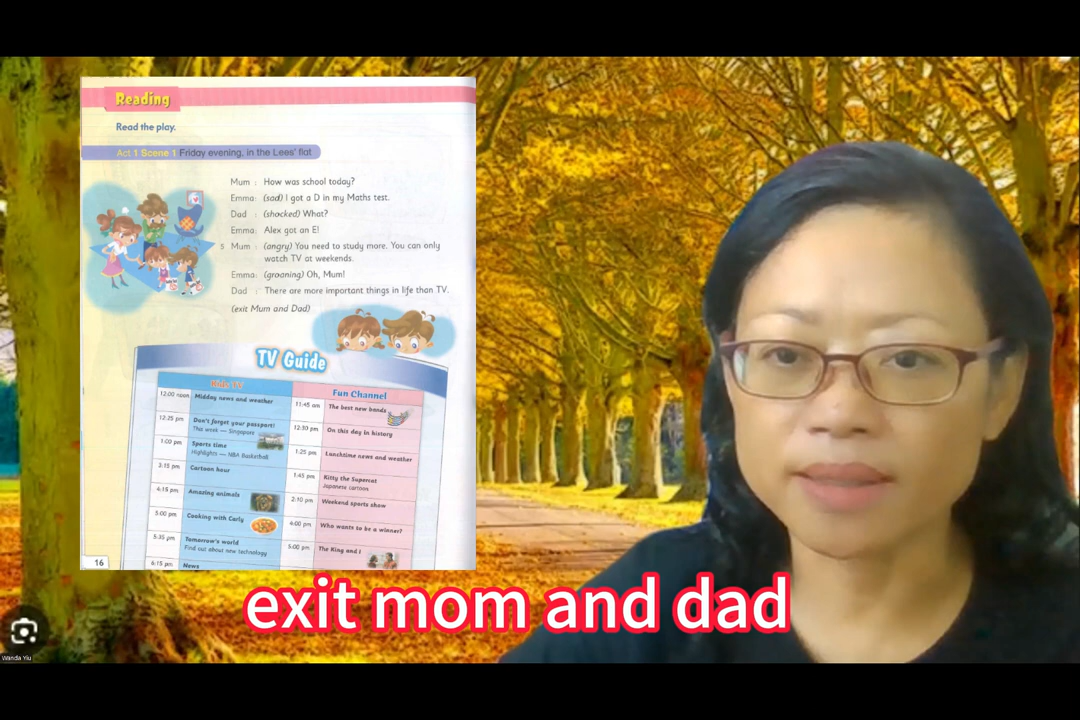 Reading
Read the play.
Act 1 Scene 1 Friday evening, in the Lees' flat
Mum : How was school today?
Emma: (sad) I got a D in my Maths test.
Dad : (shocked) What?
Emma: Alex got an E!
5 Mum : (angry) You need to study more. You can only
watch TV at weekends.
Emma: (groaning) Oh, Mum!
Dad : There are more important things in life than TV.
(exit Mum and Dad)
TV Guide
Kids TV
12:00 noon Midday news and weather
12:25 pm Don't forget your passport!
This week — Singapore
1:00 pm Sports time
Highlights — NBA Basketball
3:15 pm Cartoon hour
4:15 pm Amazing animals
5:00 pm Cooking with Carly
5:35 pm Tomorrow's world
Find out about new technology
6:15 pm News
Fun Channel
11:45 am The best new bands
12:30 pm On this day in history
1:25 pm Lunchtime news and weather
1:45 pm Kitty the Supercat
Japanese cartoon
2:10 pm Weekend sports show
4:00 pm Who wants to be a winner?
5:00 pm The King and I
16
exit mom and dad
Wanda Yiu